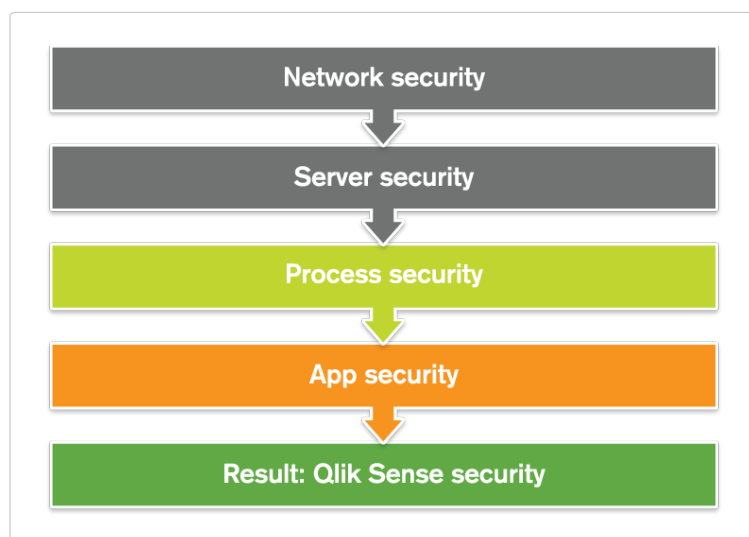 Network security
Server security
Process security
App security
Result: Qlik Sense security